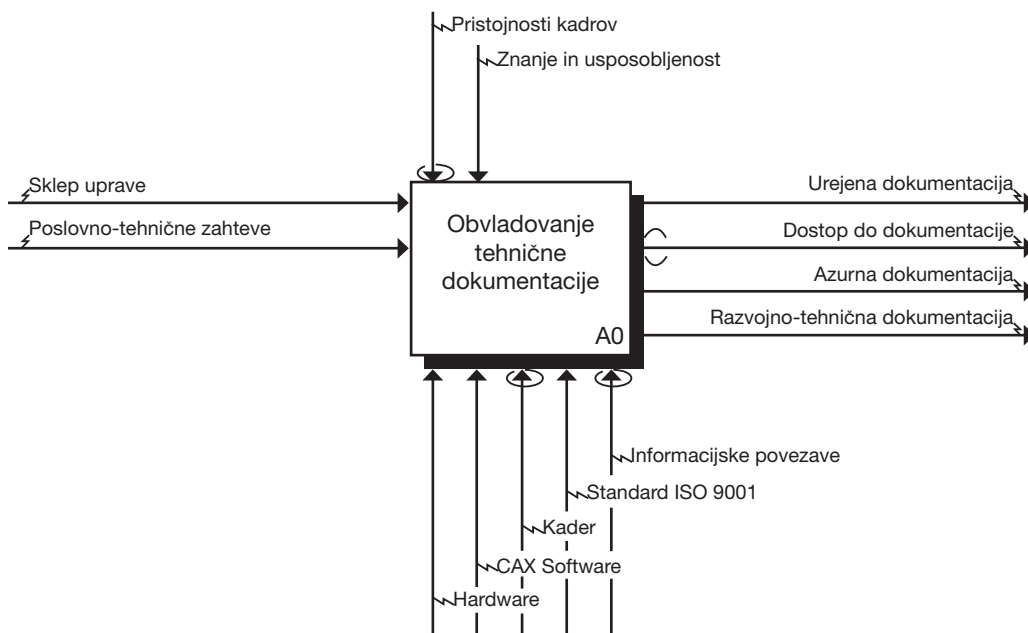 Pristojnosti kadrov
Znanje in usposobljenost
Sklep uprave
Poslovno-tehnične zahteve
Obvladovanje
tehnične
dokumentacije
A0
Urejena dokumentacija
Dostop do dokumentacije
Azurna dokumentacija
Razvojno-tehnična dokumentacija
Informacijske povezave
Standard ISO 9001
Kader
CAX Software
Hardware